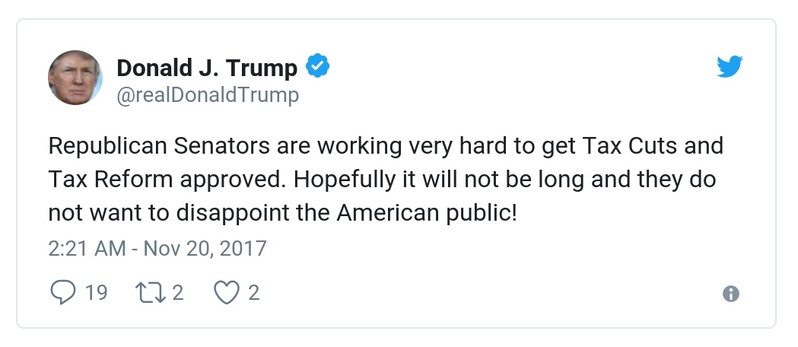 Donald J. Trump
@realDonaldTrump
Republican Senators are working very hard to get Tax Cuts and
Tax Reform approved. Hopefully it will not be long and they do
not want to disappoint the American public!
2:21 AM - Nov 20, 2017
19 2 2